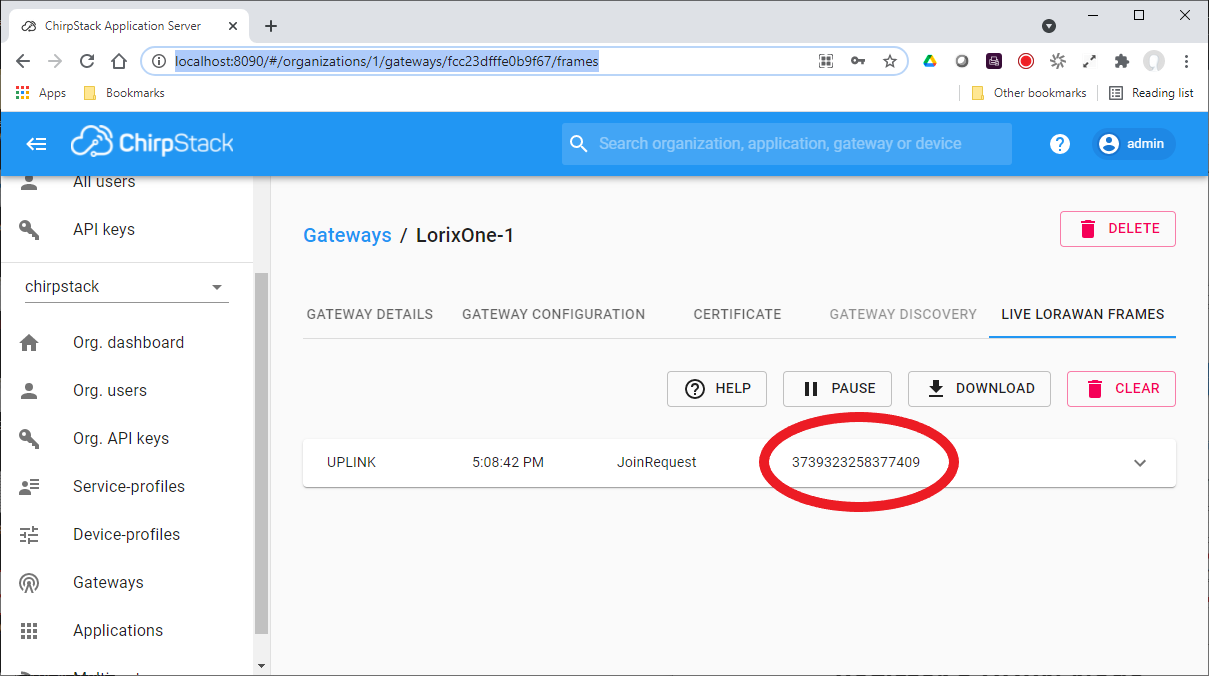 ChirpStack Application Server
localhost:8090/#/organizations/1/gateways/fcc23dfffe0b9f67/frames
Apps Bookmarks Other bookmarks Reading list
ChirpStack Search organization, application, gateway or device ? admin
All users
API keys
chirpstack
Org. dashboard
Org. users
Org. API keys
Service-profiles
Device-profiles
Gateways
Applications
Gateways / LorixOne-1 DELETE
GATEWAY DETAILS GATEWAY CONFIGURATION CERTIFICATE GATEWAY DISCOVERY LIVE LORAWAN FRAMES
HELP PAUSE DOWNLOAD CLEAR
UPLINK 5:08:42 PM JoinRequest 3739323258377409